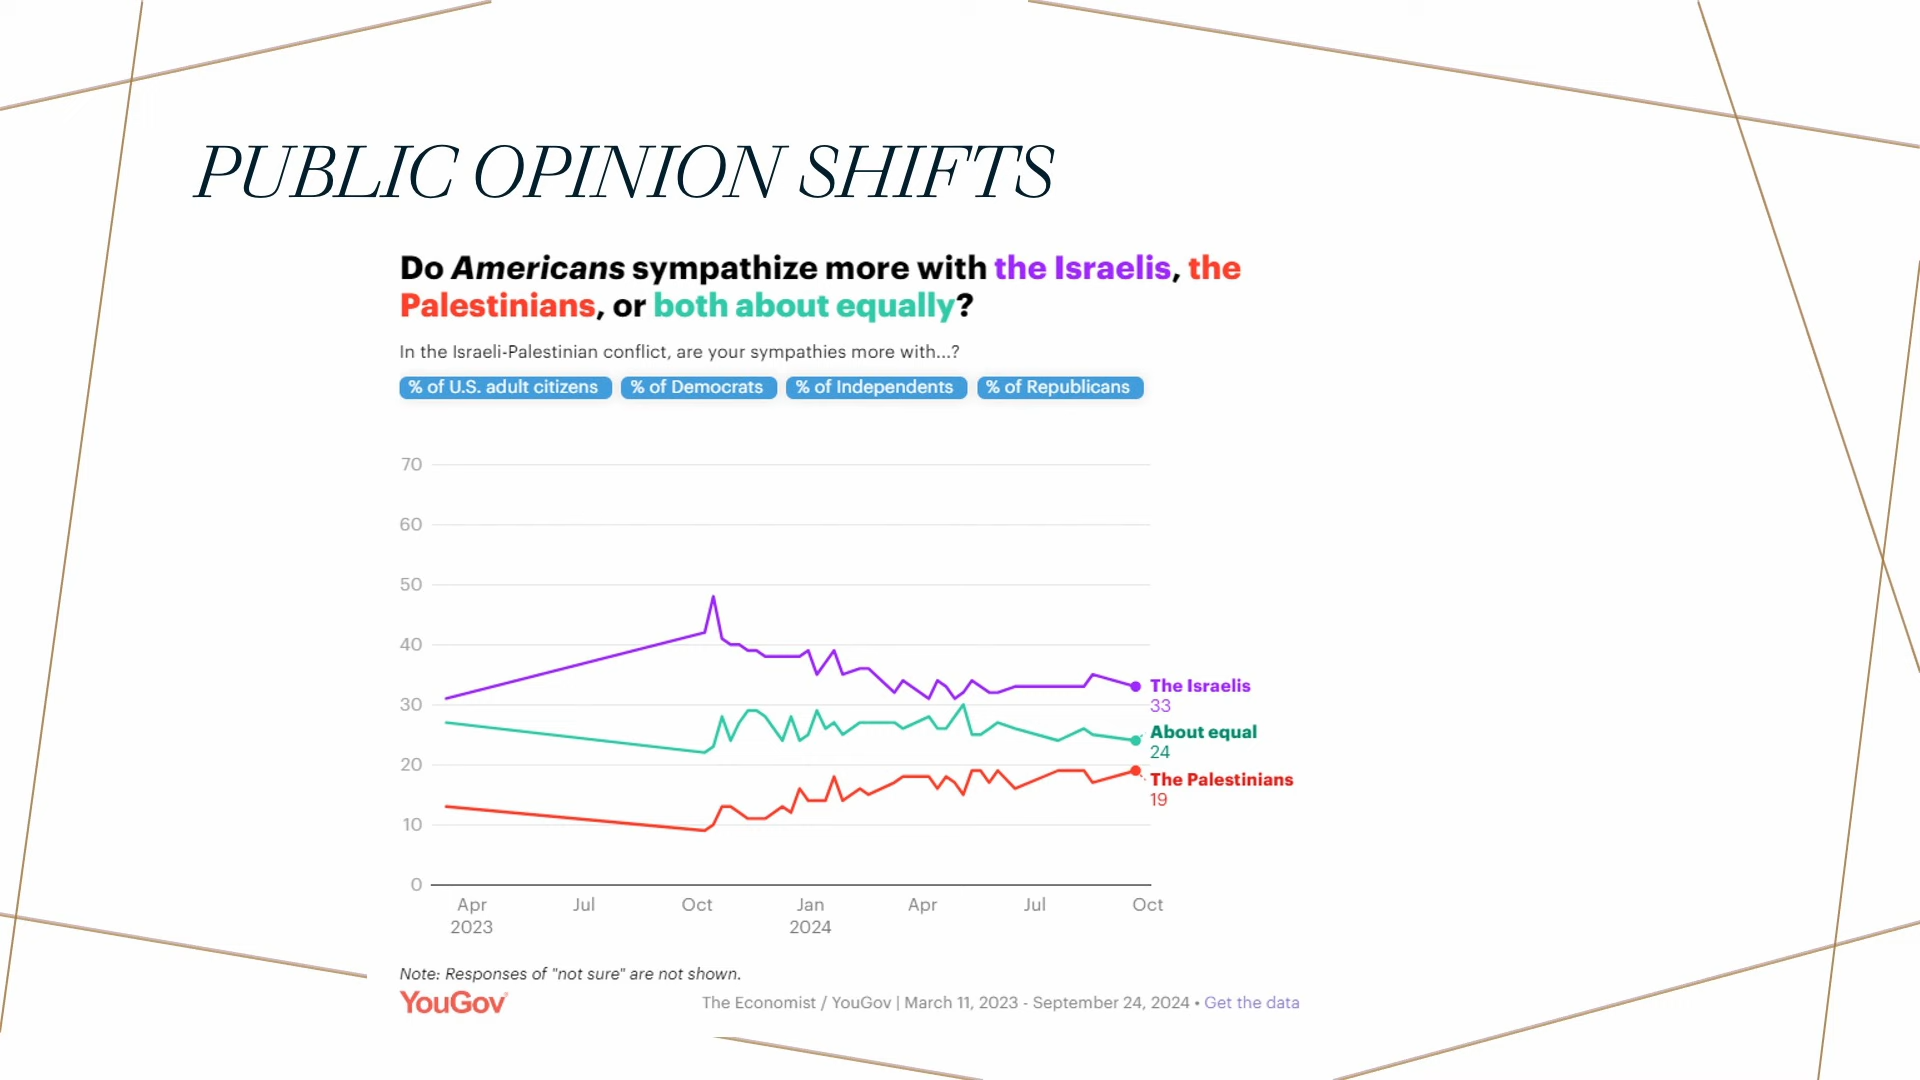 PUBLIC OPINION SHIFTS
Do Americans sympathize more with the Israelis, the
Palestinians, or both about equally?
In the Israeli-Palestinian conflict, are your sympathies more with...?
% of U.S. adult citizens % of Democrats % of Independents % of Republicans
70
60
50
40
30
20
10
0
The Israelis
33
About equal
24
The Palestinians
19
Apr Jul Oct Jan Apr Jul Oct
2023 2024
Note: Responses of "not sure" are not shown.
YouGov
The Economist / YouGov | March 11, 2023 - September 24, 2024 • Get the data